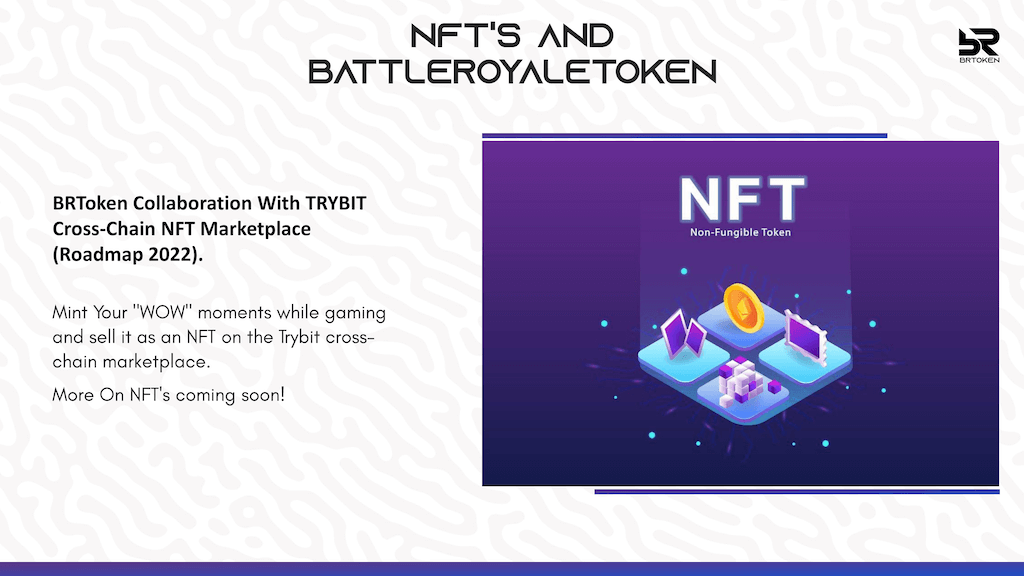 NFT'S AND
BATTLEROYALETOKEN
BRTOKEN
BRToken Collaboration With TRYBIT
Cross-Chain NFT Marketplace
(Roadmap 2022).
Mint Your "WOW" moments while gaming
and sell it as an NFT on the Trybit cross-
chain marketplace.
More On NFT's coming soon!
NFT
Non-Fungible Token